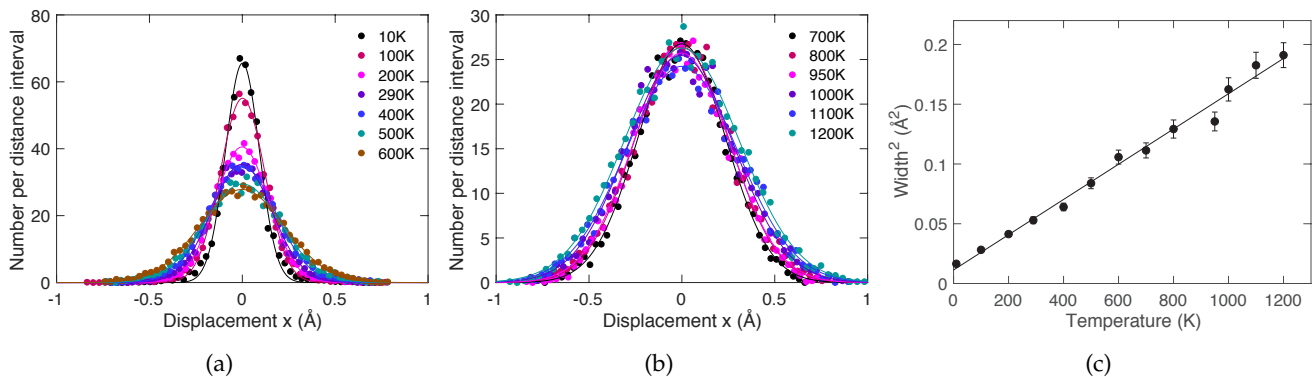 80
60
40
20
0
Number per distance interval
10K
100K
200K
290K
400K
500K
600K
-1
-0.5
0
0.5
1
Displacement x (Å)
(a)
30
25
20
15
10
5
0
Number per distance interval
700K
800K
950K
1000K
1100K
1200K
-1
-0.5
0
0.5
1
Displacement x (Å)
(b)
0.2
0.15
0.1
0.05
0
Width² (Å²)
0
200
400
600
800
1000
1200
Temperature (K)
(c)